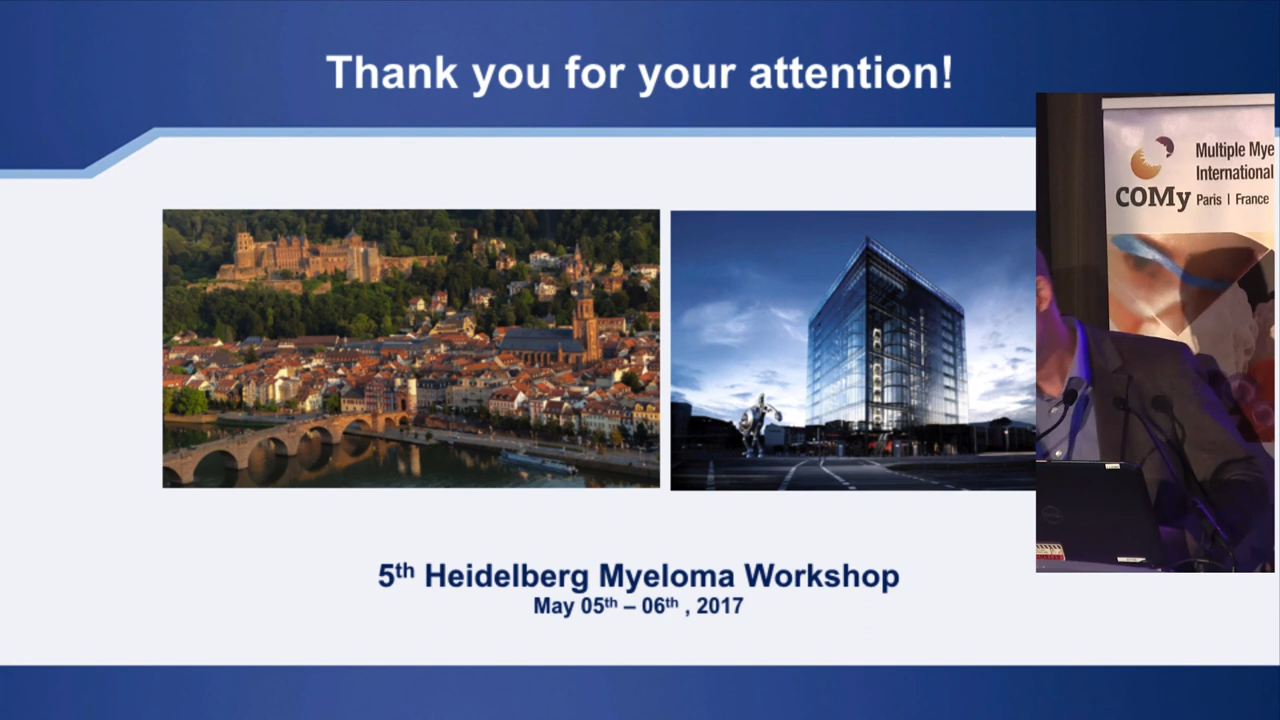 Thank you for your attention!
COMy
Multiple Mye
International
Paris | France
5th Heidelberg Myeloma Workshop
May 05th – 06th , 2017